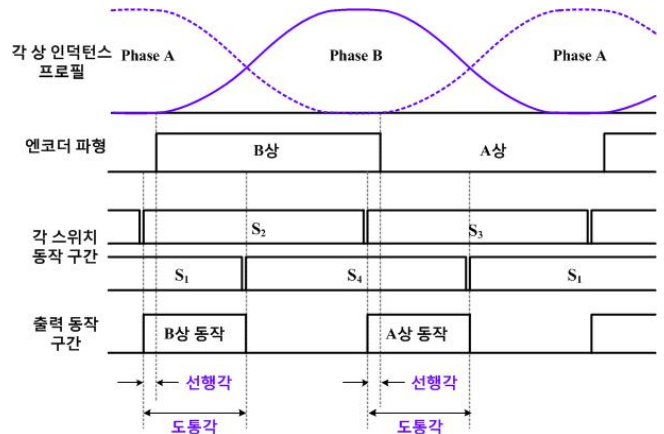 각 상 인덕턴스
프로필
Phase A
Phase B
Phase A
엔코더 파형
B상
A상
각 스위치
동작 구간
S₂
S₃
S₁
S₄
S₁
출력 동작
구간
B상 동작
A상 동작
선행각
선행각
도통각
도통각